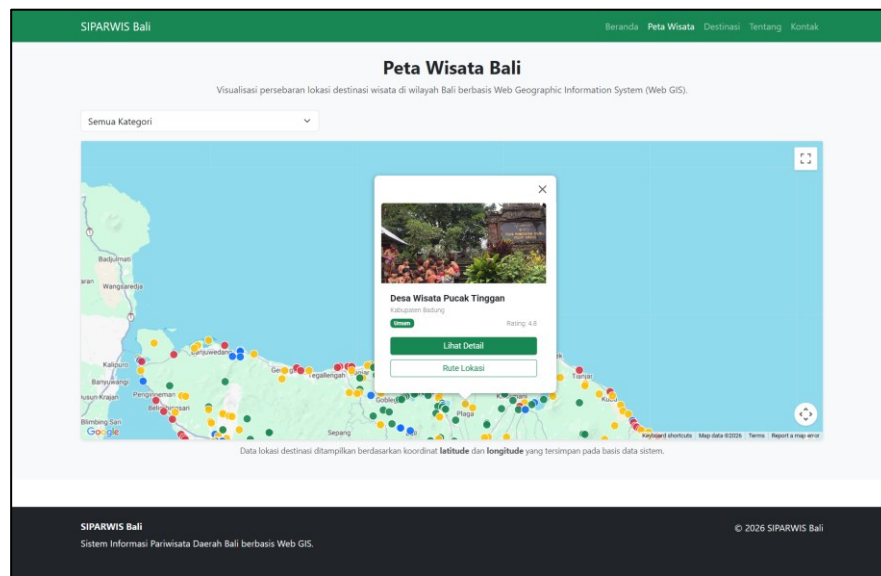 SIPARWIS Bali
Beranda Peta Wisata Destinasi Tentang Kontak
Peta Wisata Bali
Visualisasi persebaran lokasi destinasi wisata di wilayah Bali berbasis Web Geographic Information System (Web GIS).
Semua Kategori
Badjulmati
Wangsaredja
Desa Wisata Pucak Tinggan
Kabupaten Badung
Umum
Rating: 4.8
Lihat Detail
Rute Lokasi
Kalipuro
Banyuwangi
Tianjar
Kubu
Plaga
Sepang
Google
Keyboard shortcuts Map data ©2026 Terms Report a map error
Data lokasi destinasi ditampilkan berdasarkan koordinat latitude dan longitude yang tersimpan pada basis data sistem.
SIPARWIS Bali
© 2026 SIPARWIS Bali
Sistem Informasi Pariwisata Daerah Bali berbasis Web GIS.